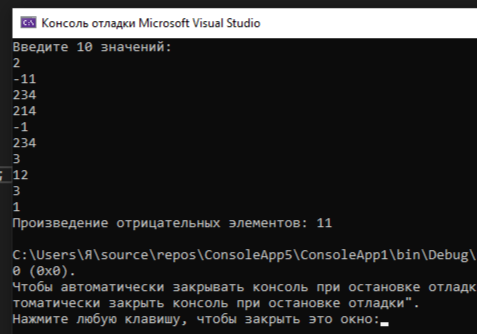 Консоль отладки Microsoft Visual Studio
Введите 10 значений:
2
-11
234
214
-1
234
3
12
3
1
Произведение отрицательных элементов: 11
C:\Users\Я\source\repos\ConsoleApp5\ConsoleApp1\bin\Debug\
0 (0x0).
Чтобы автоматически закрывать консоль при остановке отладк
томатически закрыть консоль при остановке отладки".
Нажмите любую клавишу, чтобы закрыть это окно: